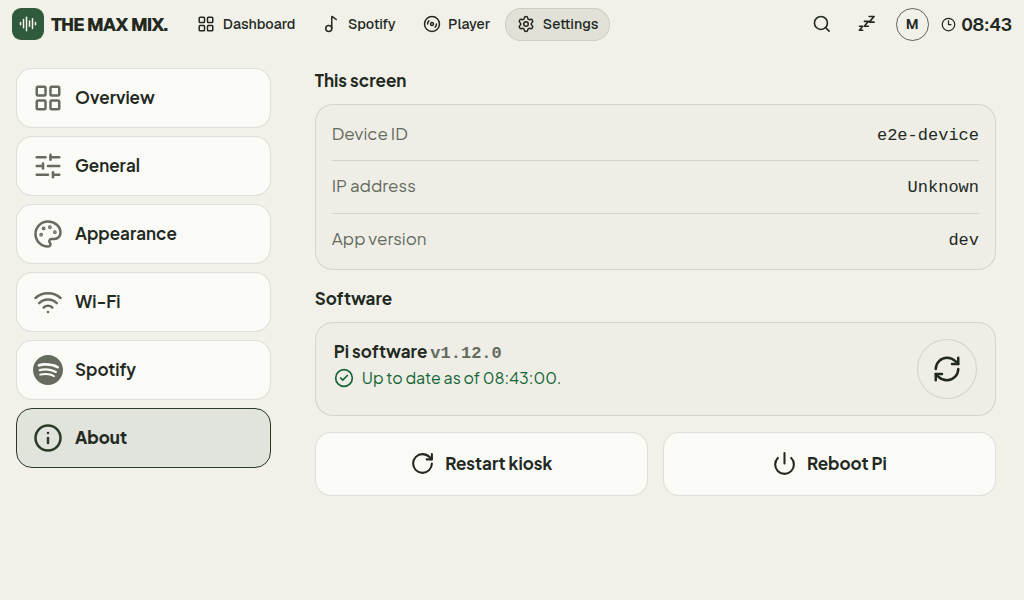 THE MAX MIX.
Dashboard
Spotify
Player
Settings
M
08:43
Overview
General
Appearance
Wi-Fi
Spotify
About
This screen
Device ID e2e-device
IP address Unknown
App version dev
Software
Pi software v1.12.0
Up to date as of 08:43:00.
Restart kiosk
Reboot Pi